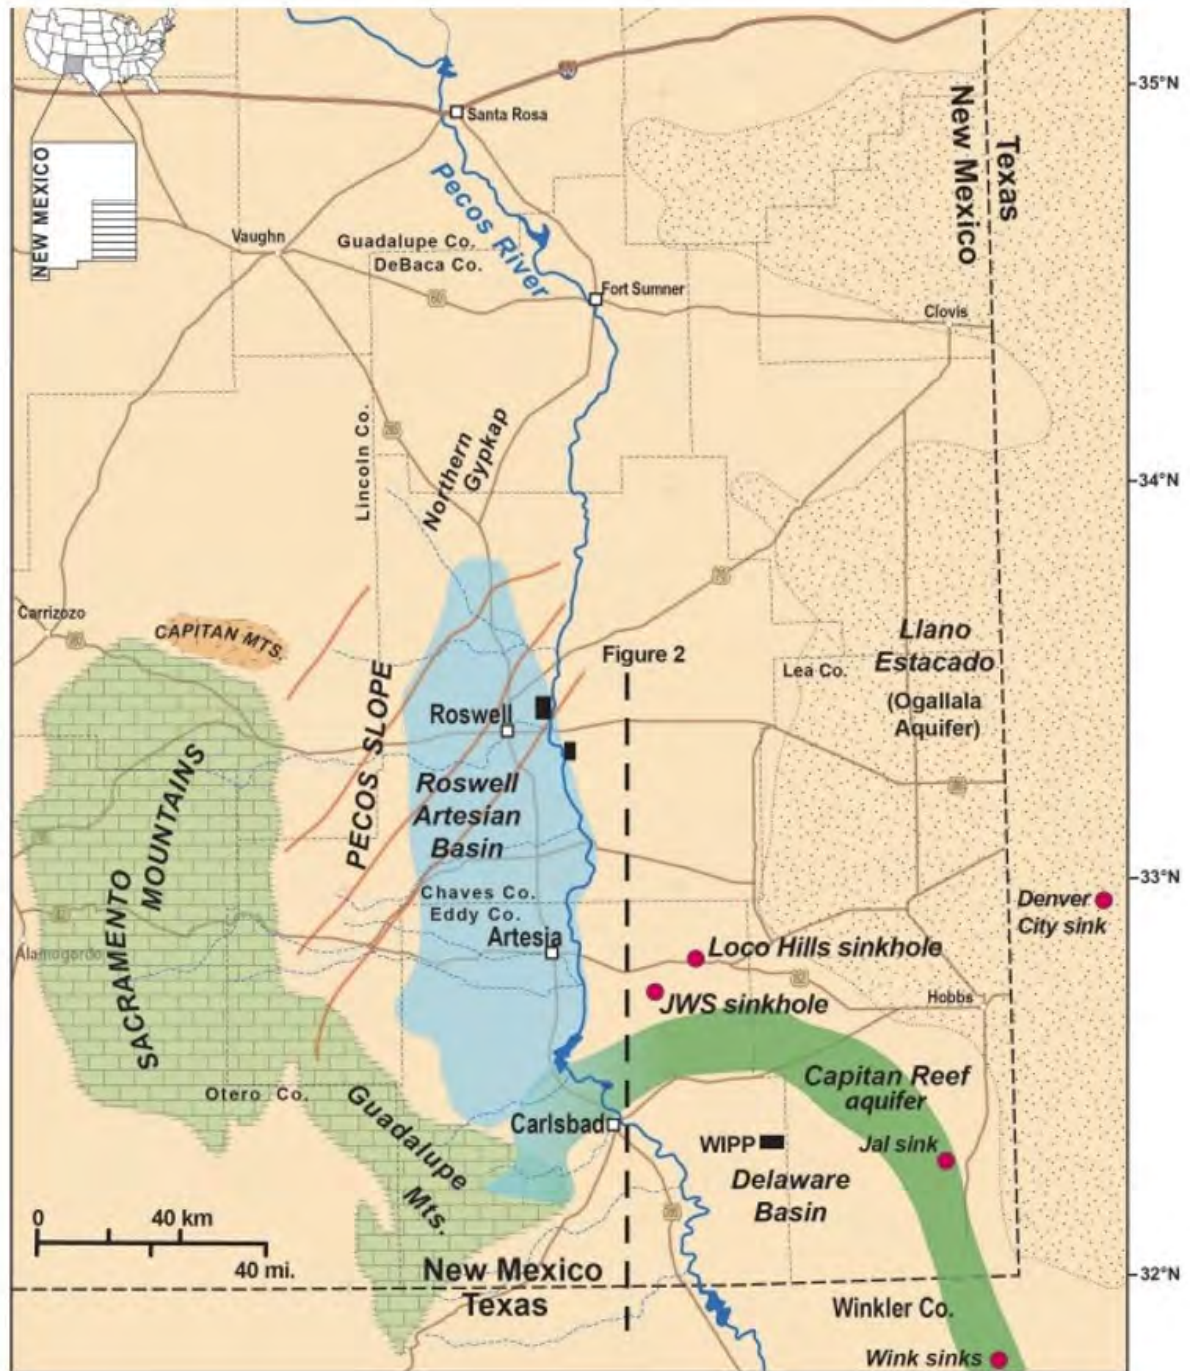 35°N
Santa Rosa
NEW MEXICO
Texas
New Mexico
Pecos River
Vaughn
Guadalupe Co.
DeBaca Co.
Fort Sumner
Clovis
Lincoln Co.
Northern
Gypkap
34°N
Carrizozo
CAPITAN MTS.
Llano
Estacado
(Ogallala
Aquifer)
Lea Co.
Figure 2
PECOS SLOPE
Roswell
Roswell
Artesian
Basin
SACRAMENTO
MOUNTAINS
33°N
Chaves Co.
Eddy Co.
Denver
City sink
Artesia
Loco Hills sinkhole
Alamogordo
JWS sinkhole
Hobbs
Capitan Reef
aquifer
Otero Co.
Guadalupe
Mts.
Carlsbad
WIPP
Jal sink
Delaware
Basin
0 40 km
40 mi.
New Mexico
Texas
32°N
Winkler Co.
Wink sinks